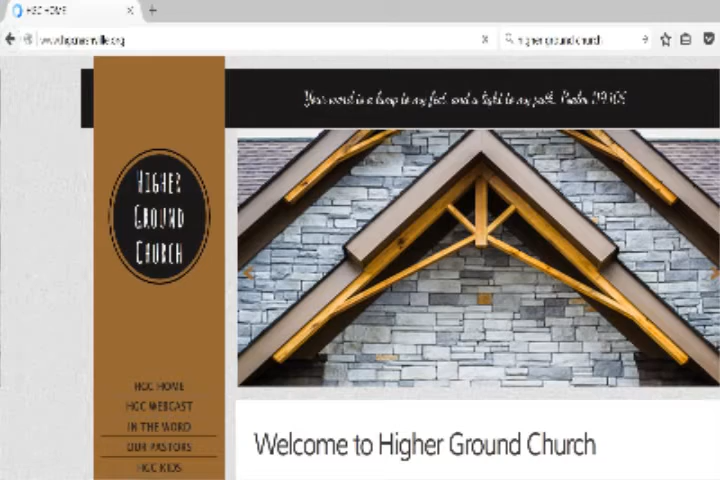 HGC HOME
higher ground church
Your word is a lamp to my feet, and a light to my path. Psalm 119:105
HIGHER
GROUND
CHURCH
HGC HOME
HGC WEBCAST
IN THE WORD
OUR PASTORS
HGC KIDS
Welcome to Higher Ground Church